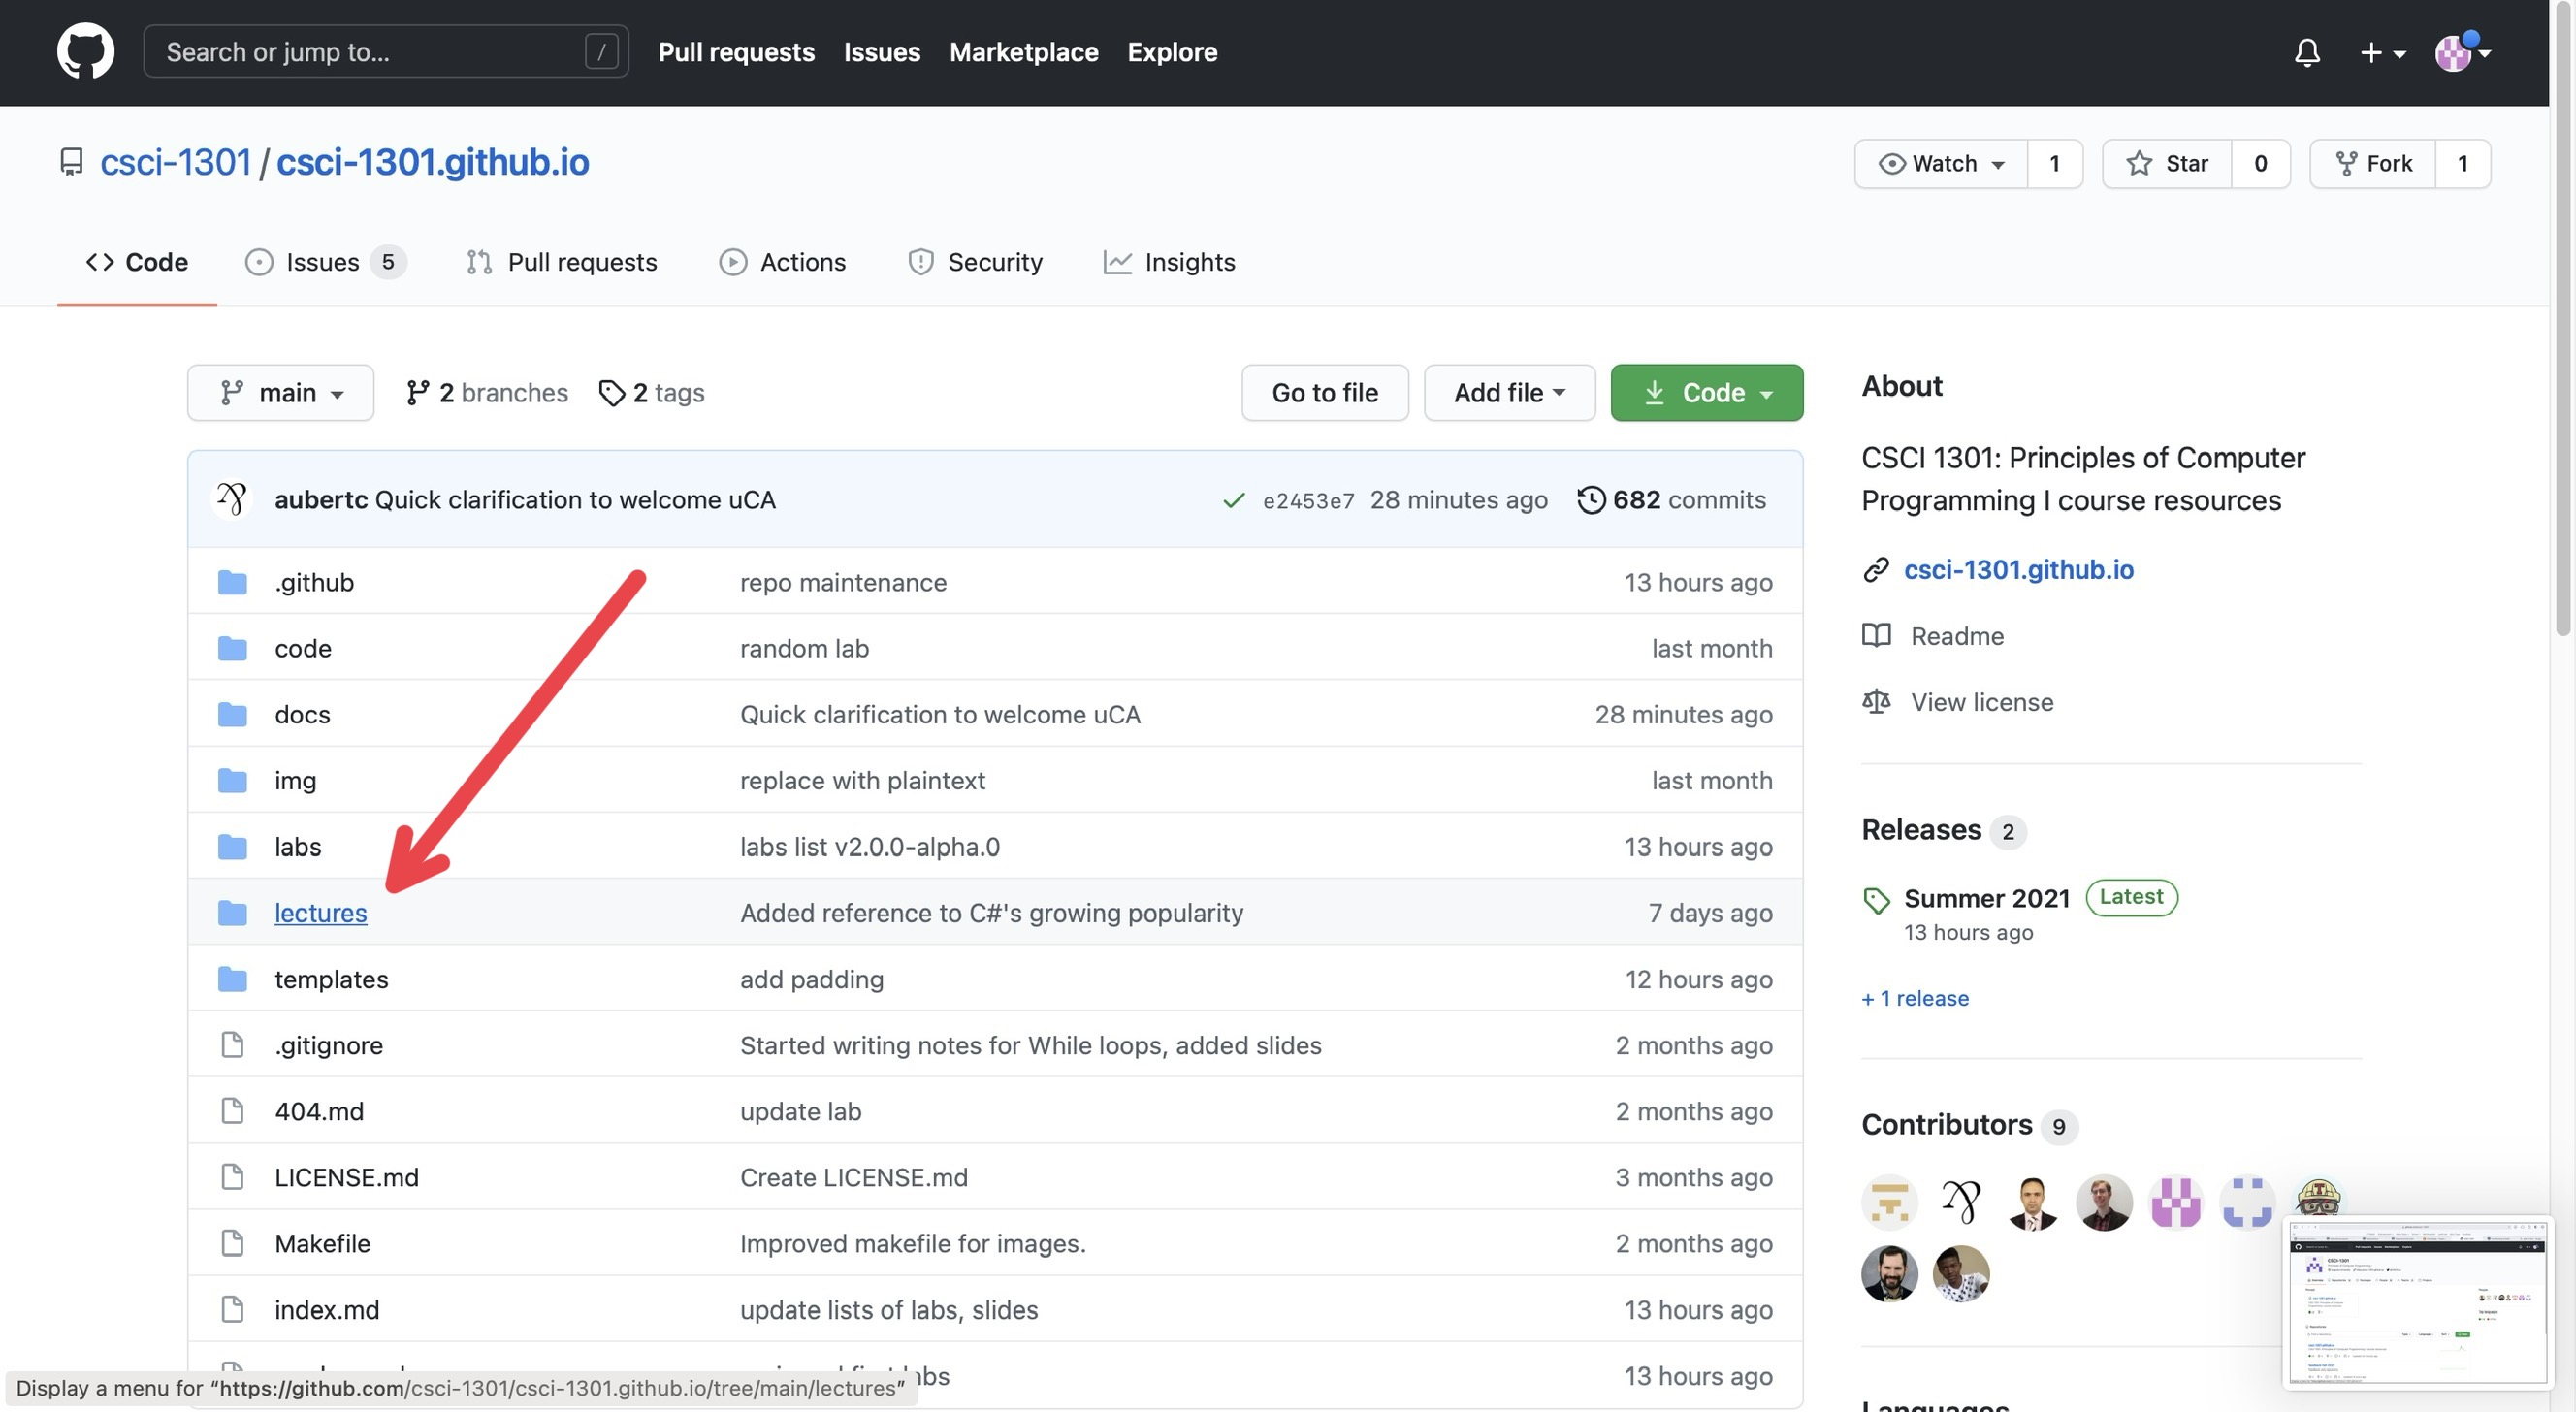 Search or jump to... /
Pull requests Issues Marketplace Explore
csci-1301 / csci-1301.github.io
Watch 1 Star 0 Fork 1
Code Issues 5 Pull requests Actions Security Insights
main 2 branches 2 tags Go to file Add file Code
aubertc Quick clarification to welcome uCA e2453e7 28 minutes ago 682 commits
.github repo maintenance 13 hours ago
code random lab last month
docs Quick clarification to welcome uCA 28 minutes ago
img replace with plaintext last month
labs labs list v2.0.0-alpha.0 13 hours ago
lectures Added reference to C#'s growing popularity 7 days ago
templates add padding 12 hours ago
.gitignore Started writing notes for While loops, added slides 2 months ago
404.md update lab 2 months ago
LICENSE.md Create LICENSE.md 3 months ago
Makefile Improved makefile for images. 2 months ago
index.md update lists of labs, slides 13 hours ago
13 hours ago
Display a menu for “https://github.com/csci-1301/csci-1301.github.io/tree/main/lectures”
About
CSCI 1301: Principles of Computer
Programming I course resources
csci-1301.github.io
Readme
View license
Releases 2
Summer 2021 Latest
13 hours ago
+ 1 release
Contributors 9
Languages